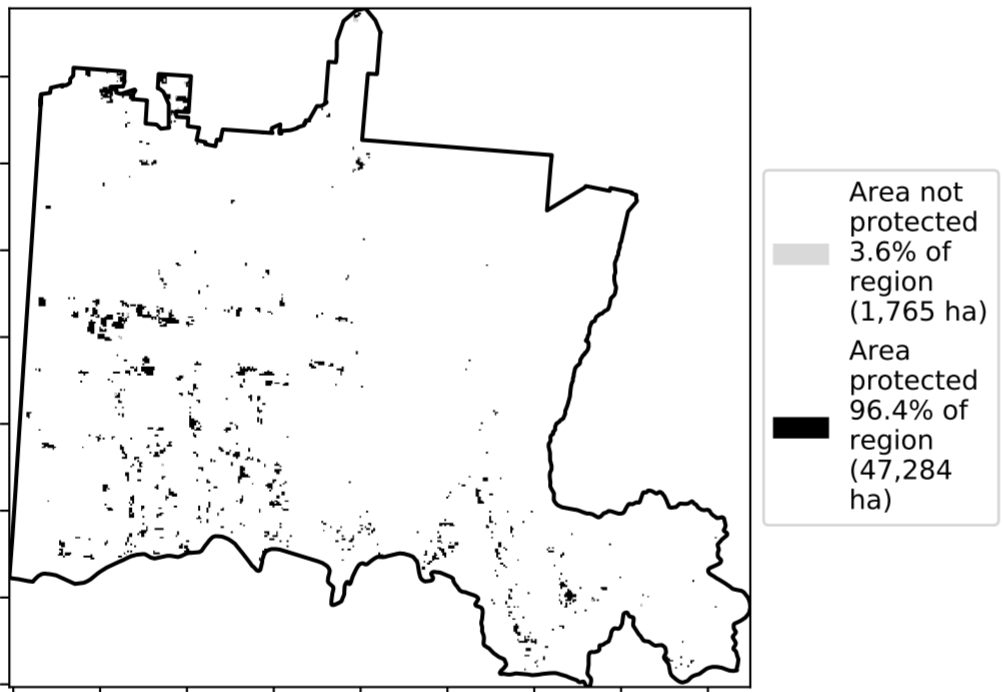 Area not
protected
3.6% of
region
(1,765 ha)
Area
protected
96.4% of
region
(47,284
ha)